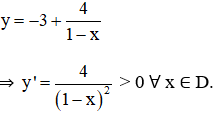 y = −3 + 4/(1−x)
⇒ y' = 4/(1−x)² > 0 ∀ x ∈ D.